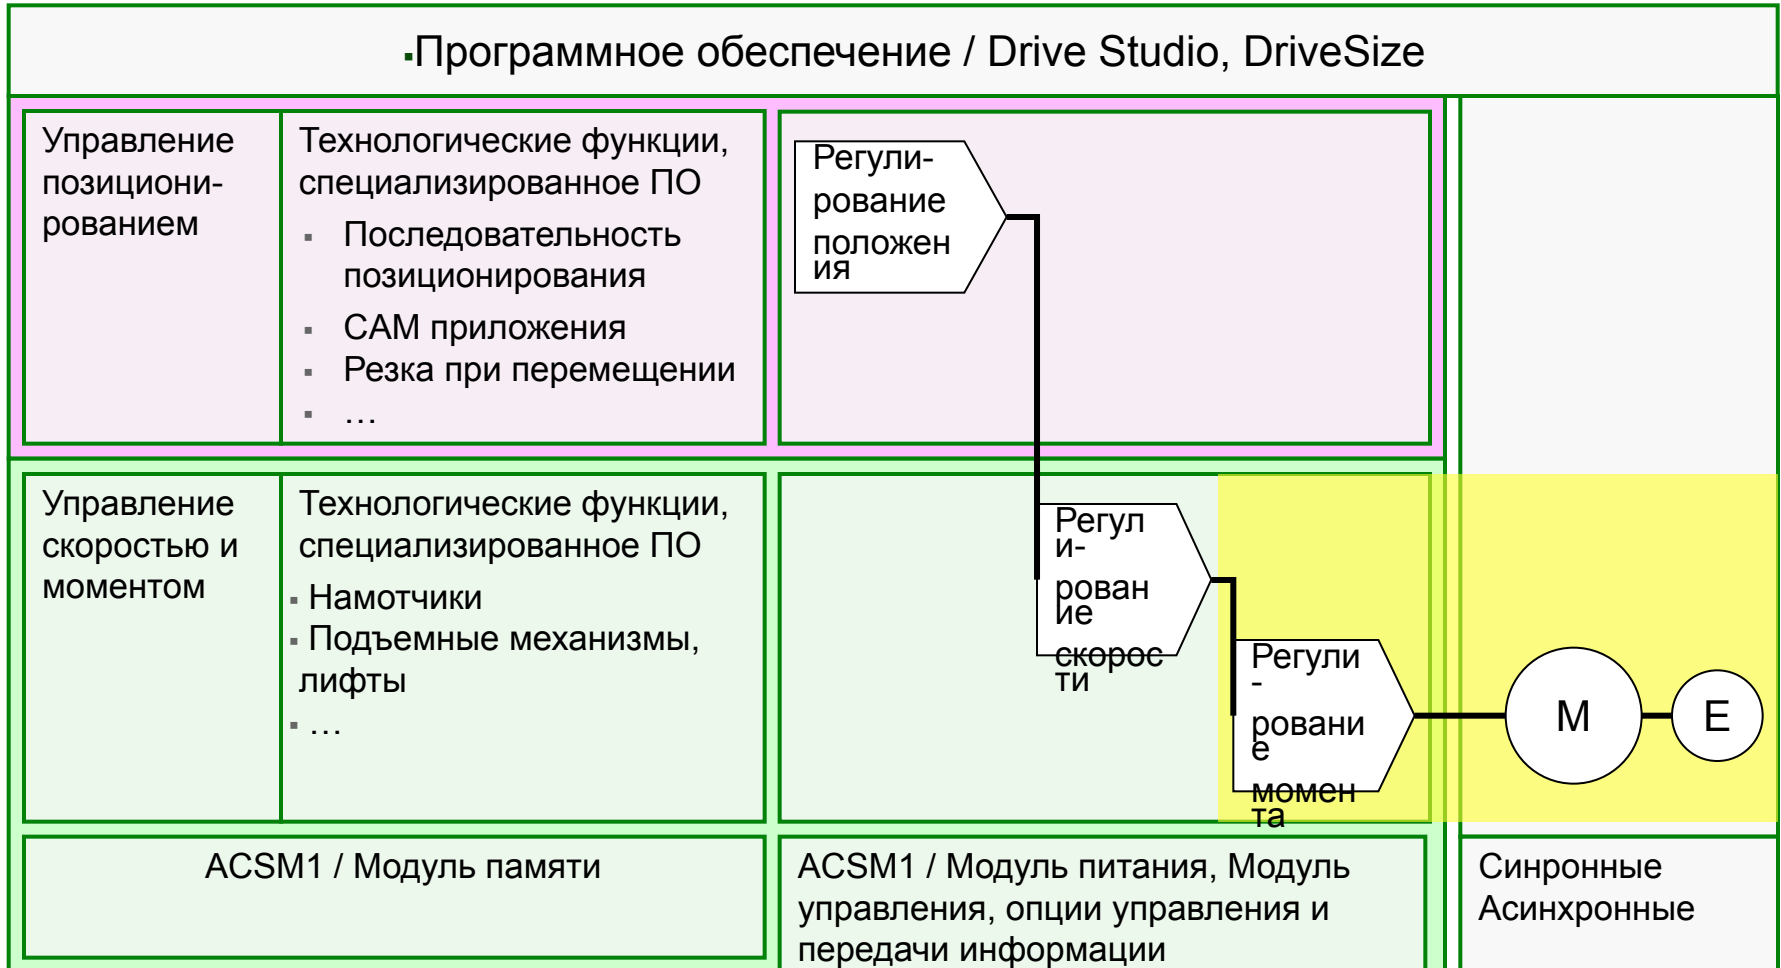 ▪Программное обеспечение / Drive Studio, DriveSize
Управление
позициони-
рованием
Технологические функции,
специализированное ПО
▪ Последовательность
позиционирования
▪ CAM приложения
▪ Резка при перемещении
▪ …
Регули-
рование
положен
ия
Управление
скоростью и
моментом
Технологические функции,
специализированное ПО
▪ Намотчики
▪ Подъемные механизмы,
лифты
▪ …
Регул
и-
рован
ие
скорос
ти
Регули
-
ровани
е
момен
та
M
E
ACSM1 / Модуль памяти
ACSM1 / Модуль питания, Модуль
управления, опции управления и
передачи информации
Синронные
Асинхронные